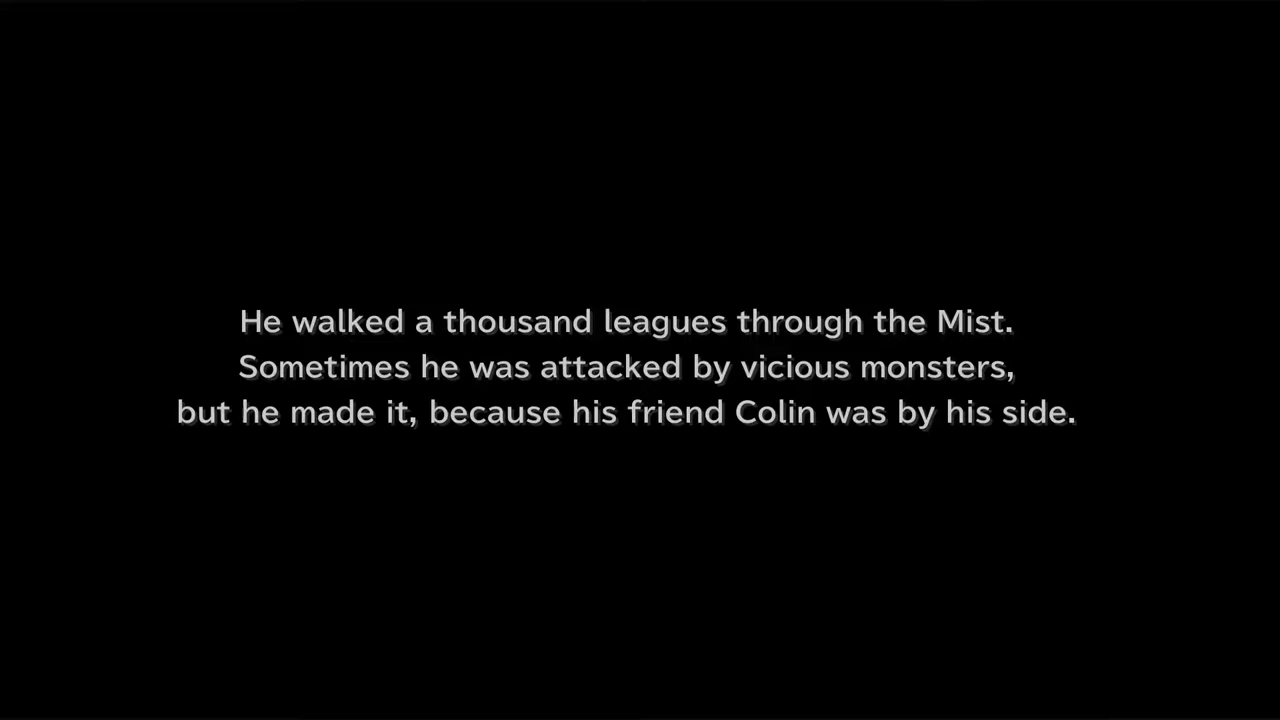 He walked a thousand leagues through the Mist.
Sometimes he was attacked by vicious monsters,
but he made it, because his friend Colin was by his side.